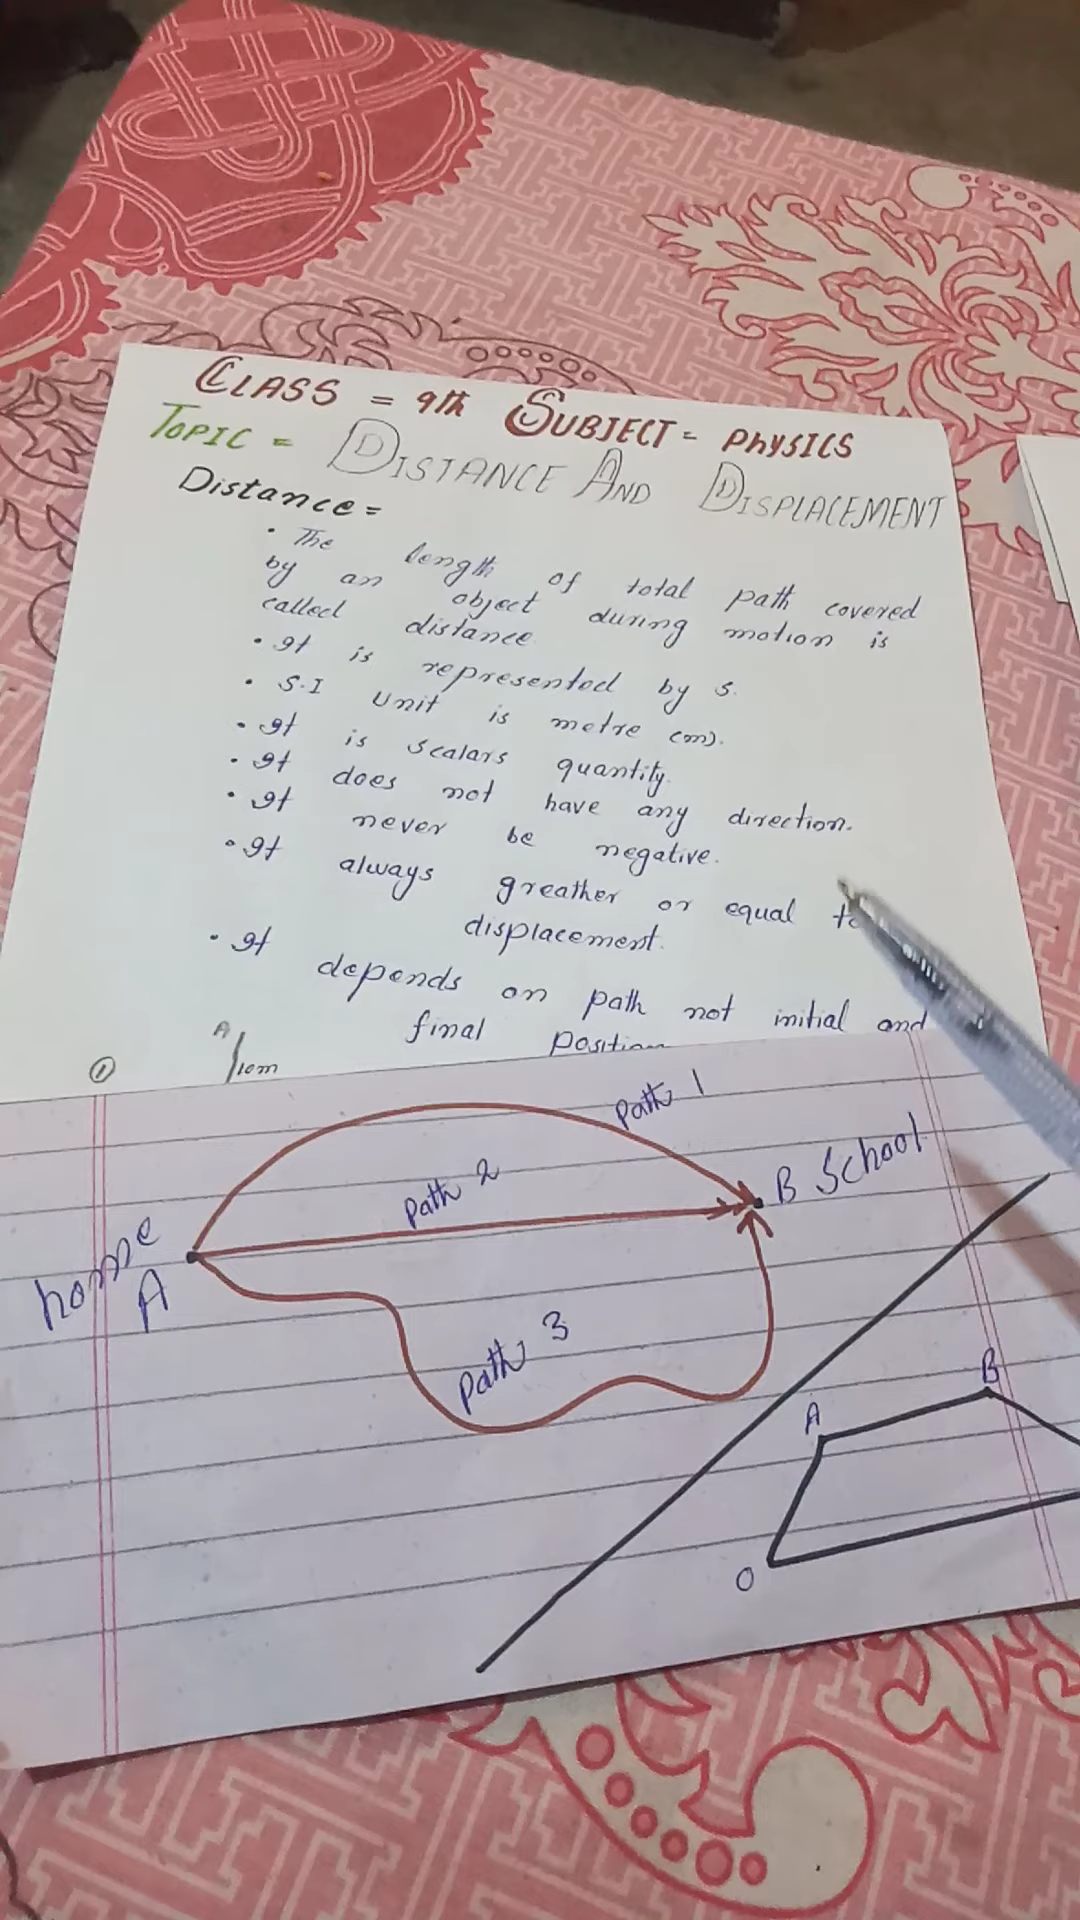 CLASS = 9th SUBJECT = PHYSICS
TOPIC = DISTANCE AND DISPLACEMENT
Distance =
• The length of total path covered
by an object during motion is
called distance
• It is represented by s.
• S.I Unit is metre (m).
• It is scalars quantity.
• It does not have any direction.
• It never be negative.
• It always greather or equal to
displacement.
• It depends on path not initial and
final position
① A
10m
Path 1
Path 2
B School
home
A
Path 3
B
A
O